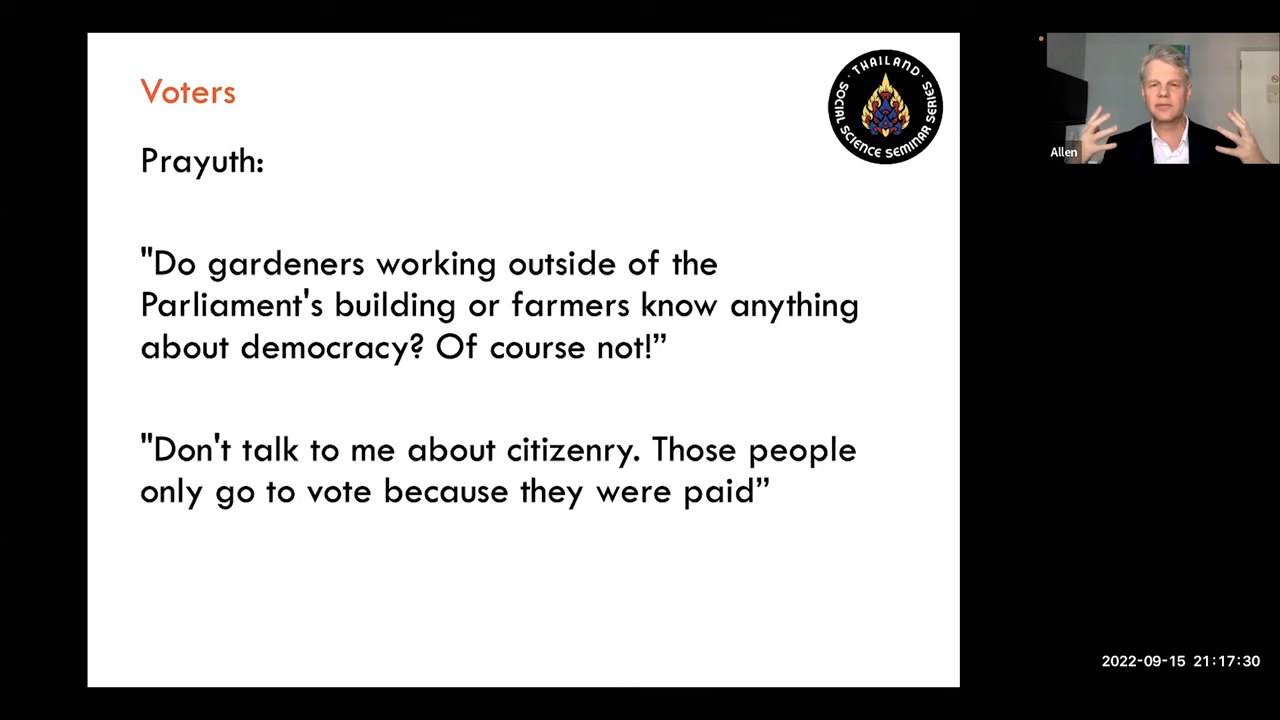 Voters
Prayuth:
"Do gardeners working outside of the
Parliament's building or farmers know anything
about democracy? Of course not!”
"Don't talk to me about citizenry. Those people
only go to vote because they were paid”
· THAILAND ·
SOCIAL SCIENCE SEMINAR SERIES
Allen
2022-09-15 21:17:30